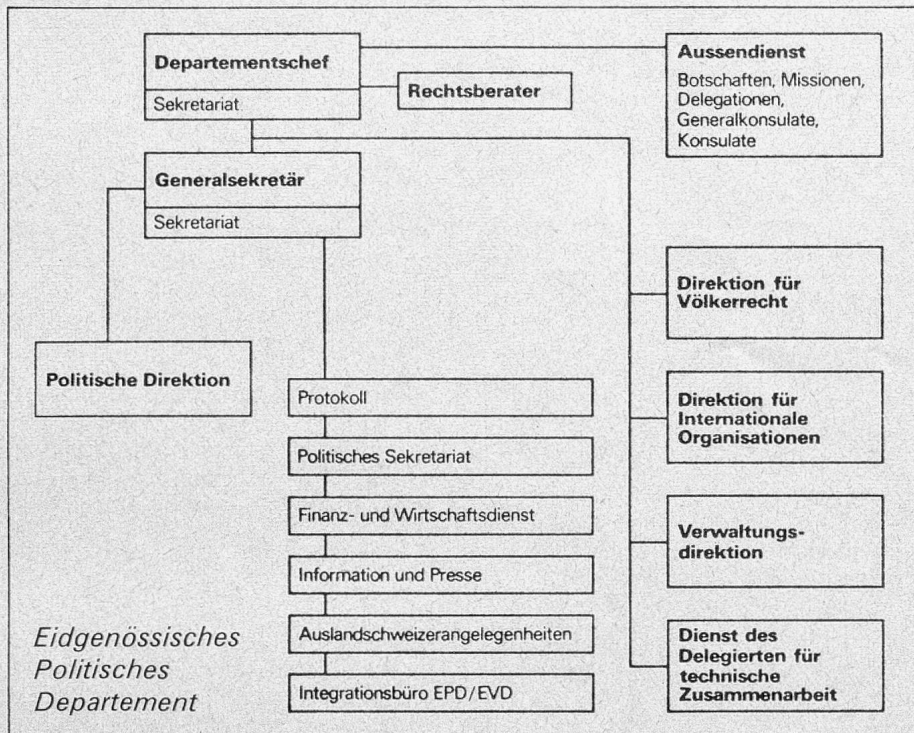 Departementschef
Sekretariat
Rechtsberater
Aussendienst
Botschaften, Missionen,
Delegationen,
Generalkonsulate,
Konsulate
Generalsekretär
Sekretariat
Politische Direktion
Protokoll
Politisches Sekretariat
Finanz- und Wirtschaftsdienst
Information und Presse
Auslandschweizerangelegenheiten
Integrationsbüro EPD/EVD
Direktion für
Völkerrecht
Direktion für
Internationale
Organisationen
Verwaltungs-
direktion
Dienst des
Delegierten für
technische
Zusammenarbeit
Eidgenössisches
Politisches
Departement